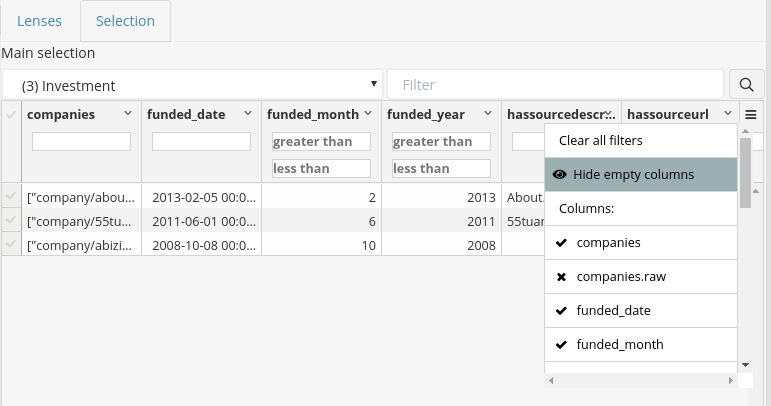 Lenses
Selection
Main selection
(3) Investment
Filter
companies
funded_date
funded_month
funded_year
hassourcedescr...
hassourceurl
greater than
greater than
less than
less than
["company/abou... 2013-02-05 00:0... 2 2013 About.
["company/55tu... 2011-06-01 00:0... 6 2011 55tuar
["company/abizi... 2008-10-08 00:0... 10 2008
Clear all filters
Hide empty columns
Columns:
companies
companies.raw
funded_date
funded_month